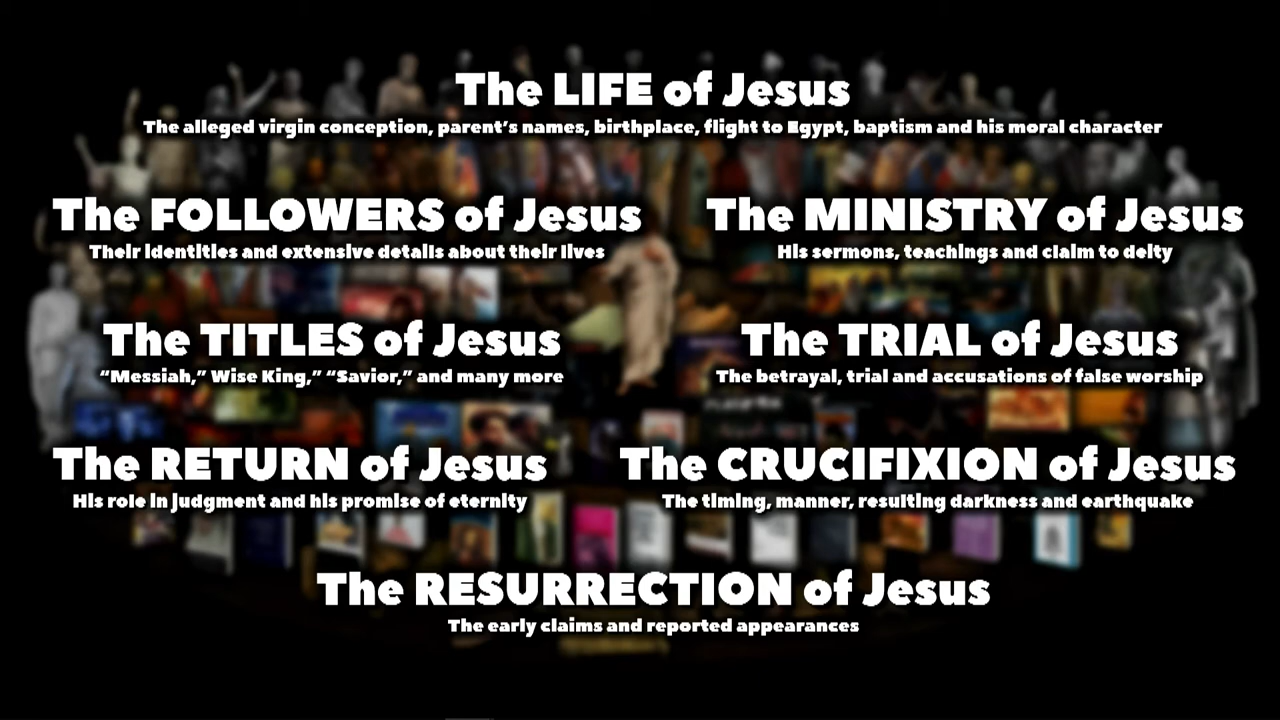 The LIFE of Jesus
The alleged virgin conception, parent's names, birthplace, flight to Egypt, baptism and his moral character
The FOLLOWERS of Jesus
Their identities and extensive details about their lives
The MINISTRY of Jesus
His sermons, teachings and claim to deity
The TITLES of Jesus
“Messiah,” Wise King,” “Savior,” and many more
The TRIAL of Jesus
The betrayal, trial and accusations of false worship
The RETURN of Jesus
His role in judgment and his promise of eternity
The CRUCIFIXION of Jesus
The timing, manner, resulting darkness and earthquake
The RESURRECTION of Jesus
The early claims and reported appearances